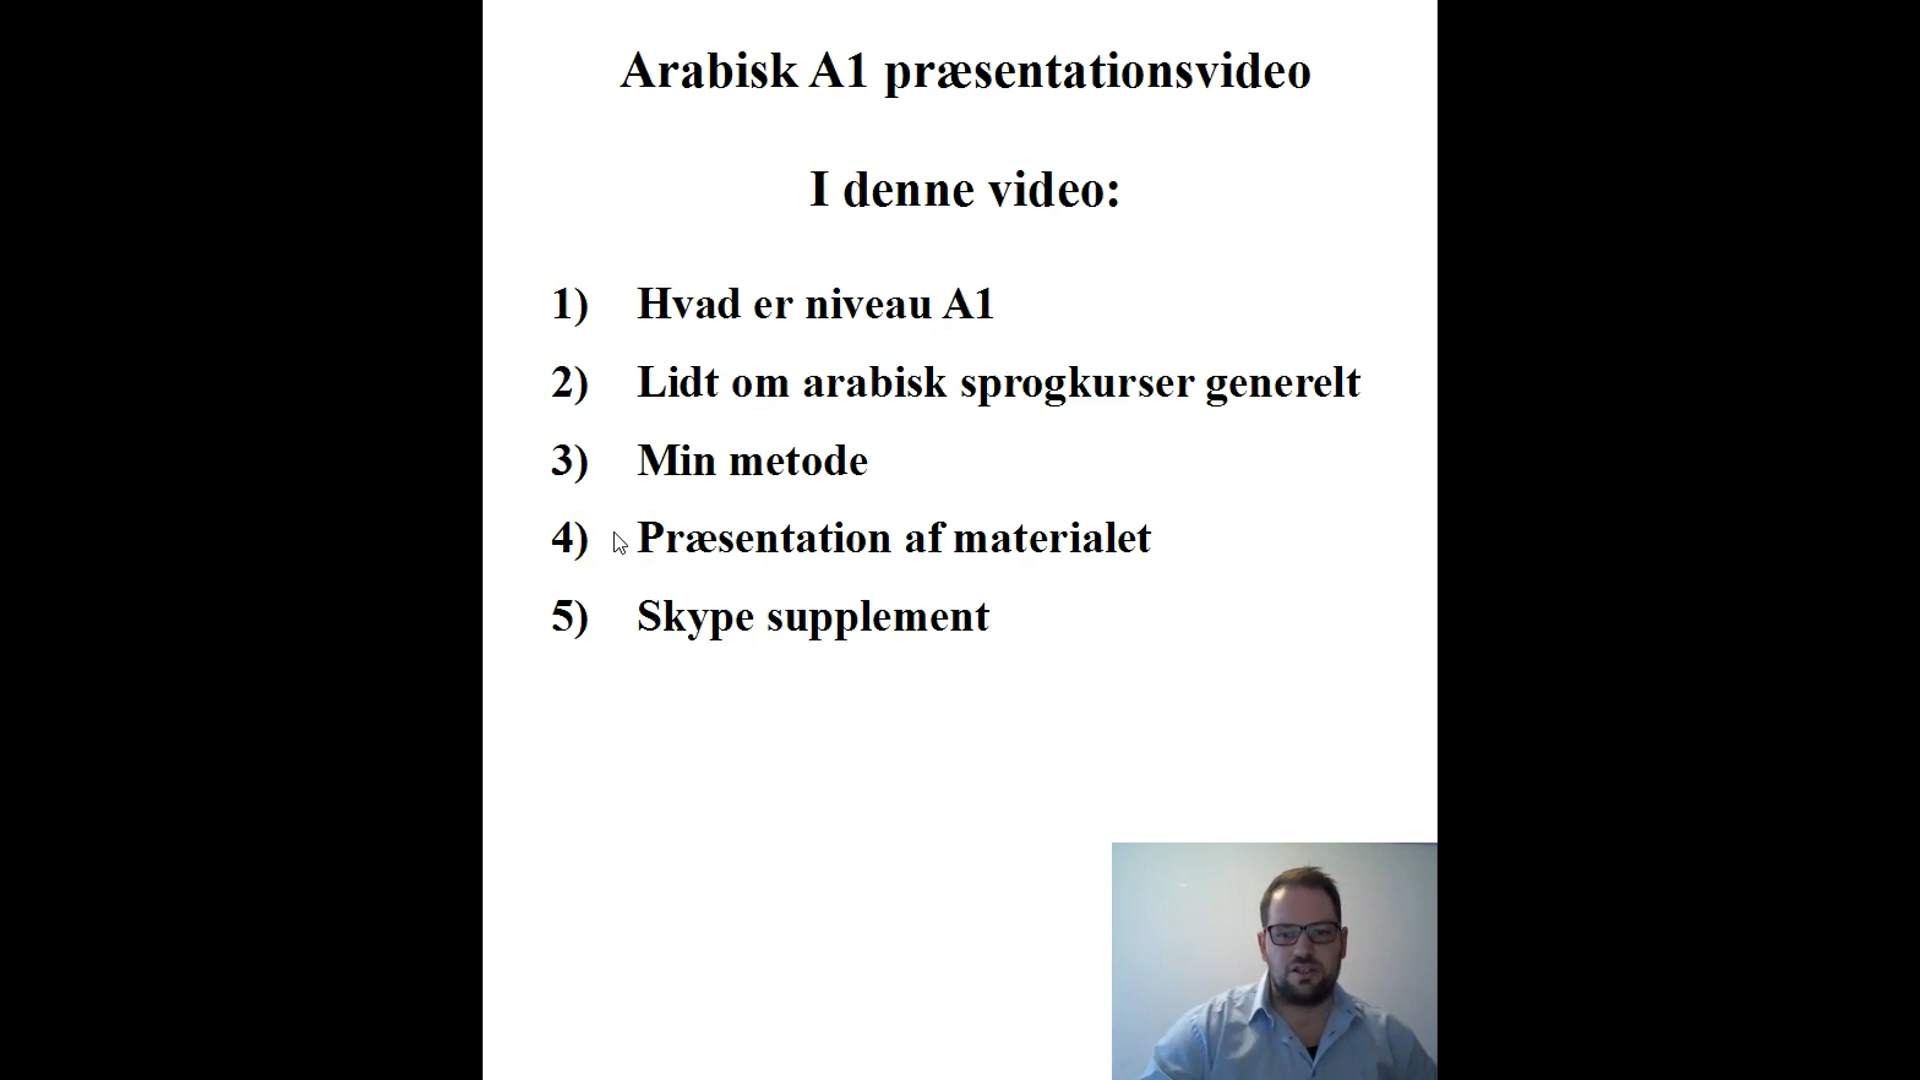 Arabisk A1 præsentationsvideo
I denne video:
1) Hvad er niveau A1
2) Lidt om arabisk sprogkurser generelt
3) Min metode
4) Præsentation af materialet
5) Skype supplement